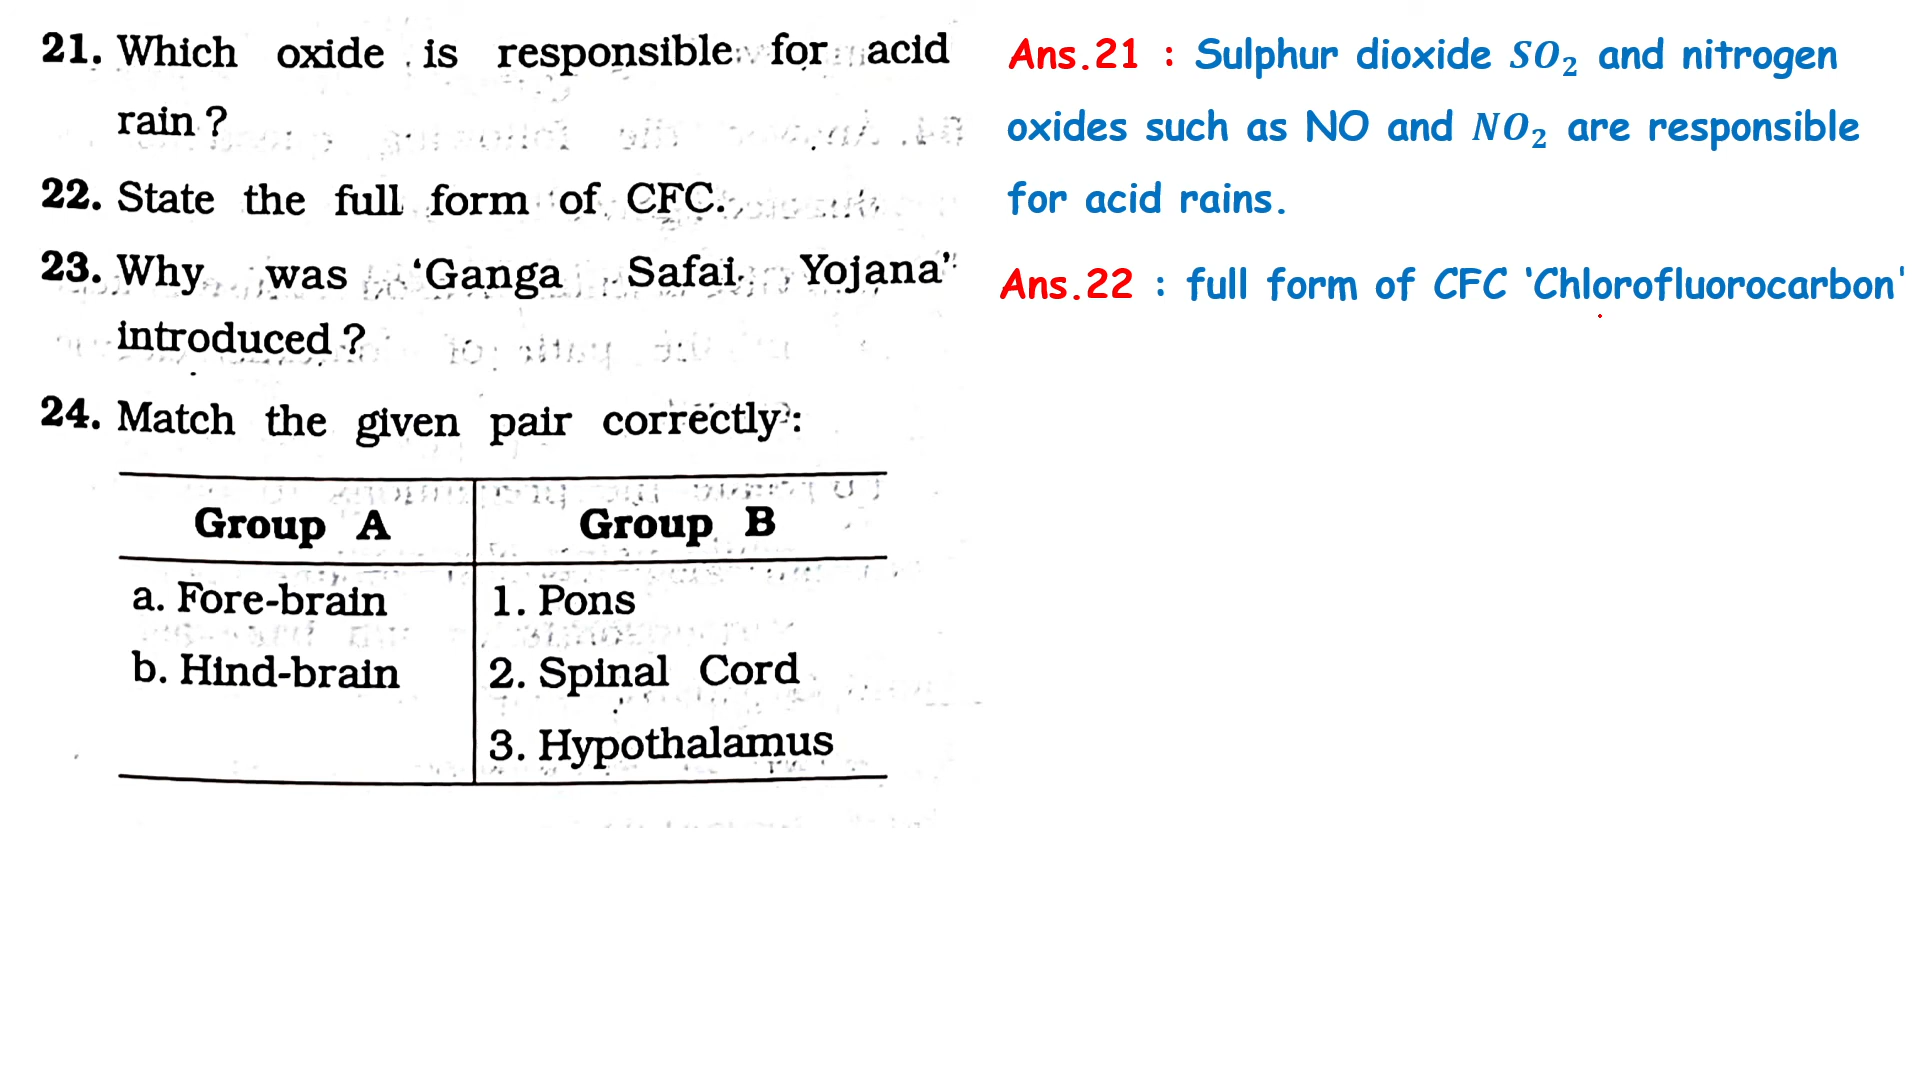 21. Which oxide is responsible for acid
rain ?
22. State the full form of CFC.
23. Why was ‘Ganga Safai Yojana’
introduced ?
24. Match the given pair correctly :
Group A Group B
a. Fore-brain 1. Pons
b. Hind-brain 2. Spinal Cord
3. Hypothalamus
Ans.21 : Sulphur dioxide SO₂ and nitrogen
oxides such as NO and NO₂ are responsible
for acid rains.
Ans.22 : full form of CFC 'Chlorofluorocarbon'